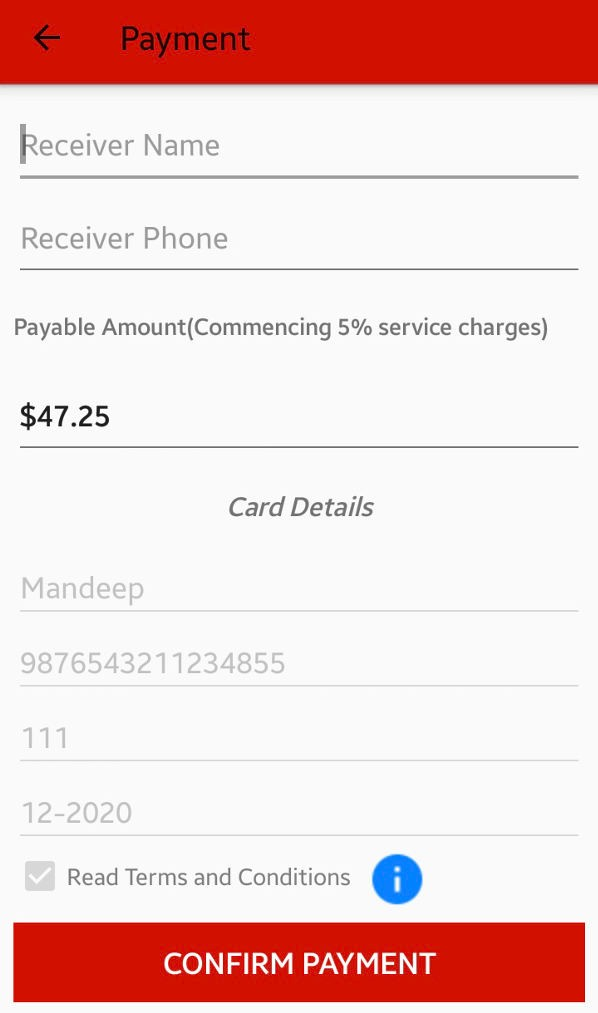 Payment
Receiver Name
Receiver Phone
Payable Amount(Commencing 5% service charges)
$47.25
Card Details
Mandeep
9876543211234855
111
12-2020
Read Terms and Conditions
CONFIRM PAYMENT